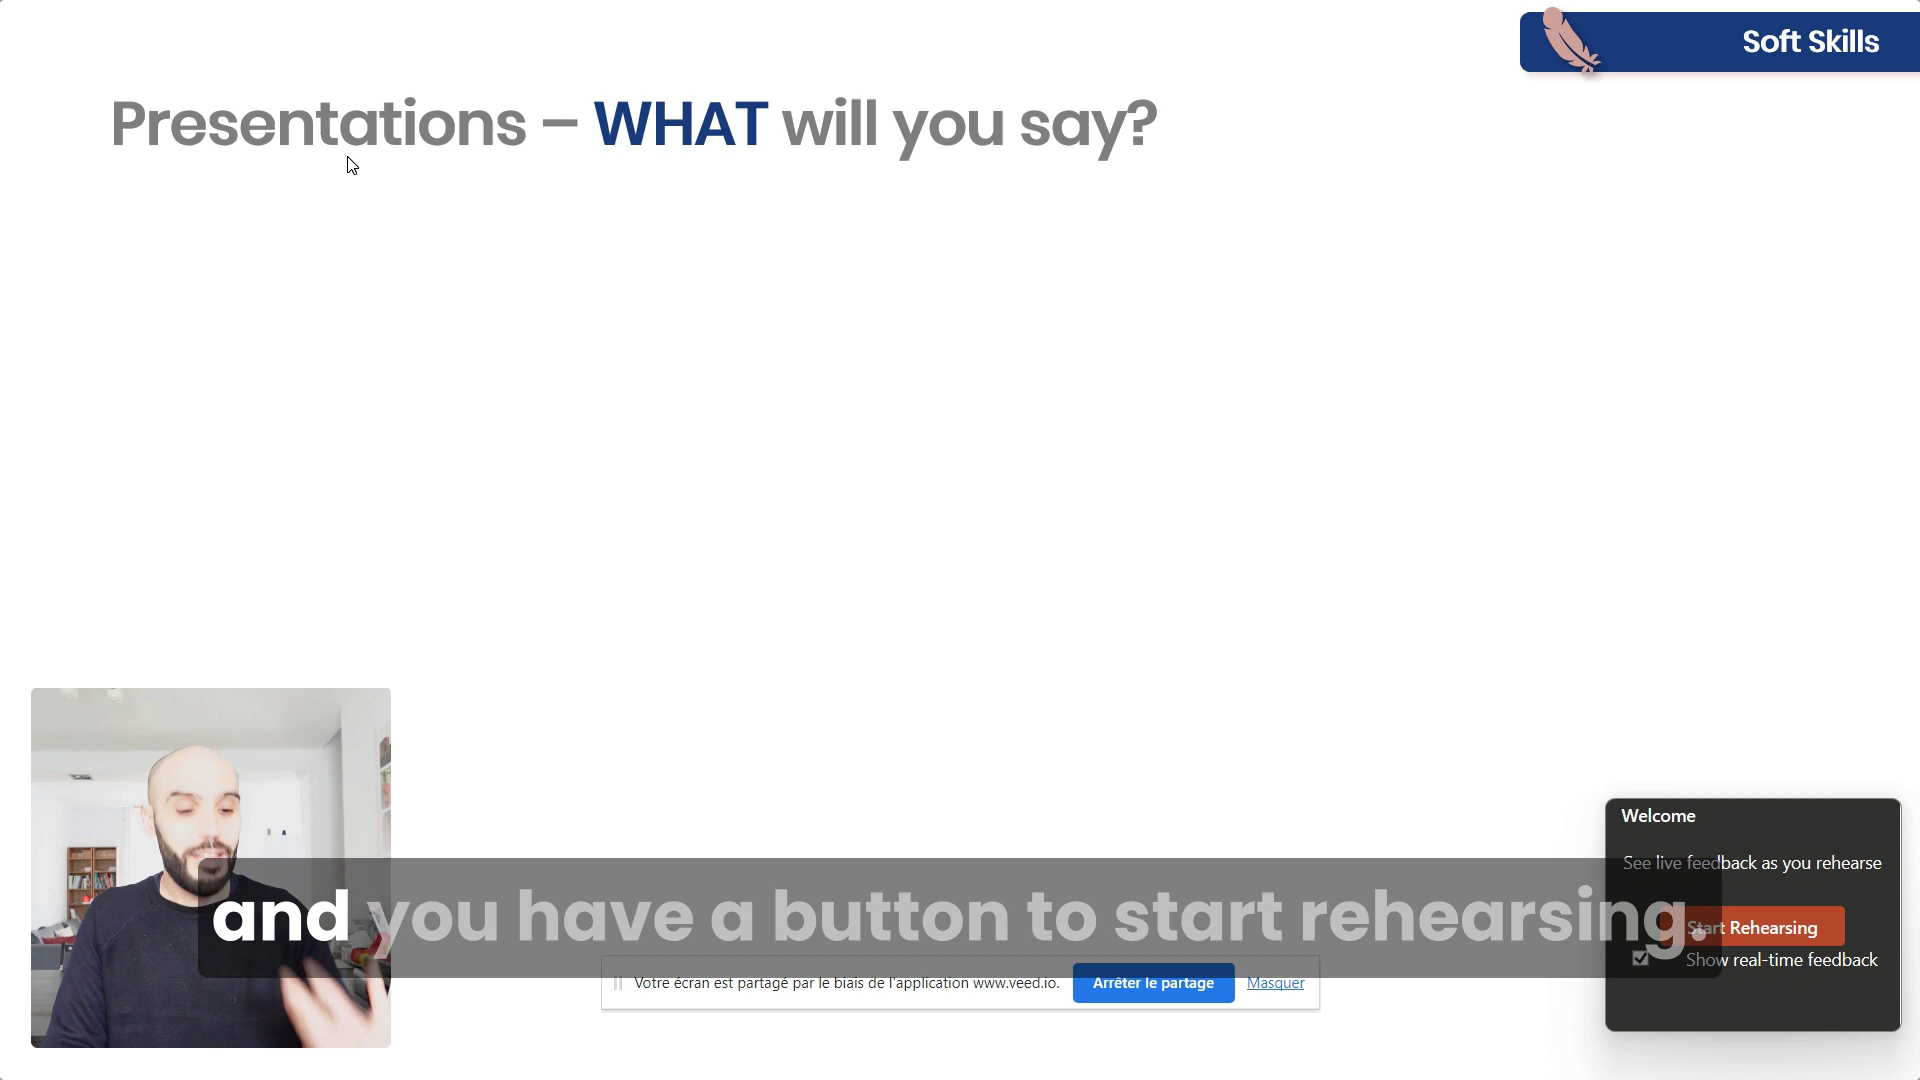 Soft Skills
Presentations – WHAT will you say?
Welcome
See live feedback as you rehearse
and you have a button to start rehearsing.
Start Rehearsing
Show real-time feedback
Votre écran est partagé par le biais de l'application www.veed.io.
Arrêter le partage
Masquer